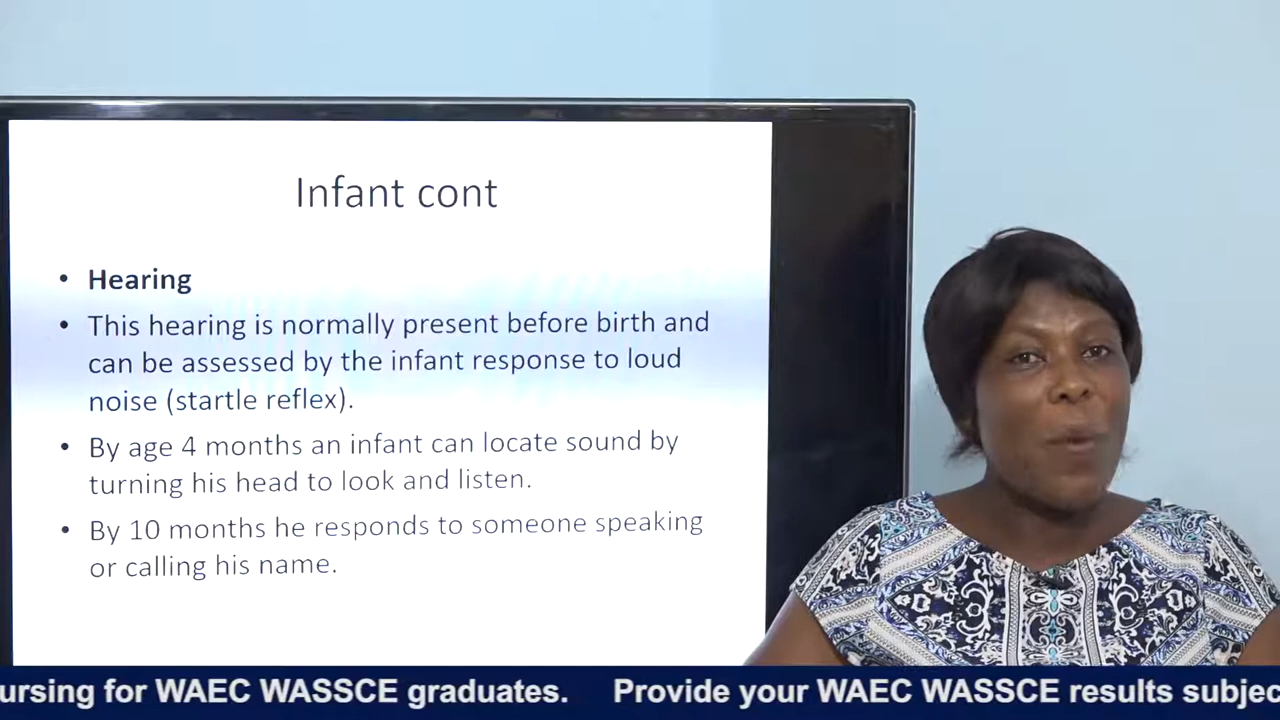 Infant cont
• Hearing
• This hearing is normally present before birth and
can be assessed by the infant response to loud
noise (startle reflex).
• By age 4 months an infant can locate sound by
turning his head to look and listen.
• By 10 months he responds to someone speaking
or calling his name.
ursing for WAEC WASSCE graduates. Provide your WAEC WASSCE results subjec